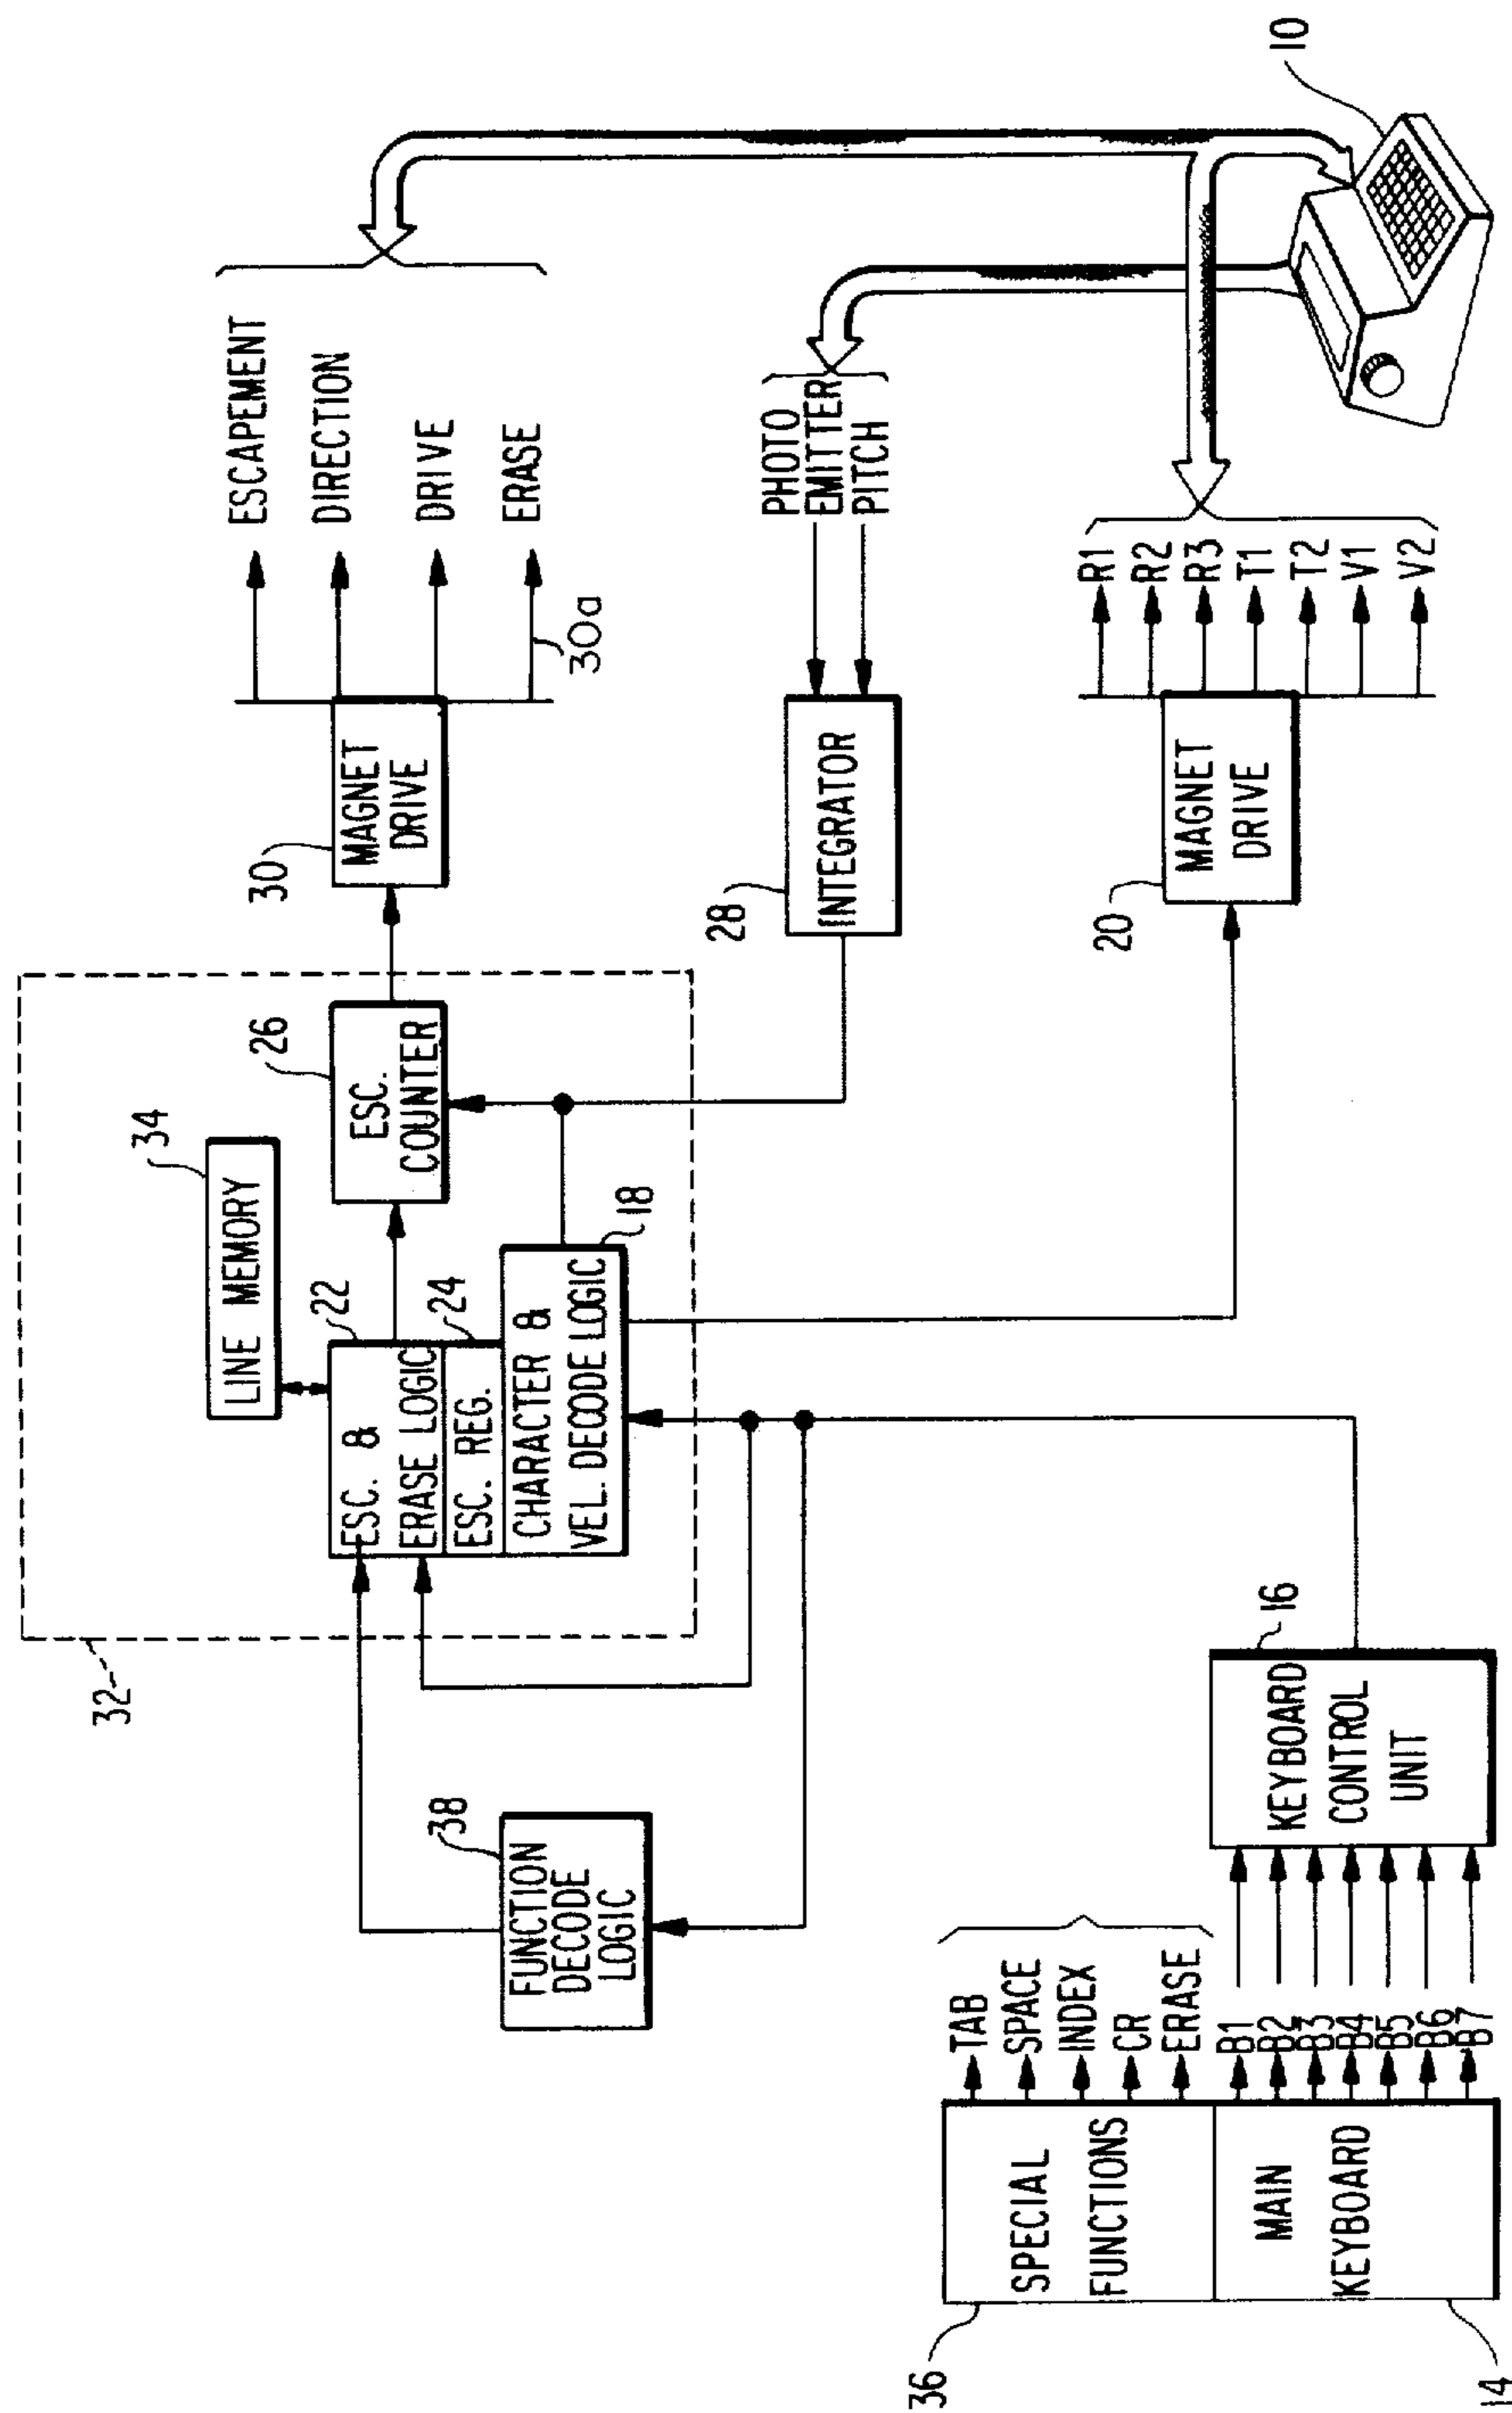 32
34
LINE MEMORY
22
ESC. &
ERASE LOGIC
24
ESC. REG.
CHARACTER &
VEL. DECODE LOGIC
18
26
ESC.
COUNTER
30
MAGNET
DRIVE
ESCAPEMENT
DIRECTION
DRIVE
ERASE
30a
38
FUNCTION
DECODE
LOGIC
28
INTEGRATOR
PHOTO
EMITTER
PITCH
20
MAGNET
DRIVE
R1
R2
R3
T1
T2
V1
V2
10
36
SPECIAL
FUNCTIONS
TAB
SPACE
INDEX
CR
ERASE
14
MAIN
KEYBOARD
B1
B2
B3
B4
B5
B6
B7
16
KEYBOARD
CONTROL
UNIT